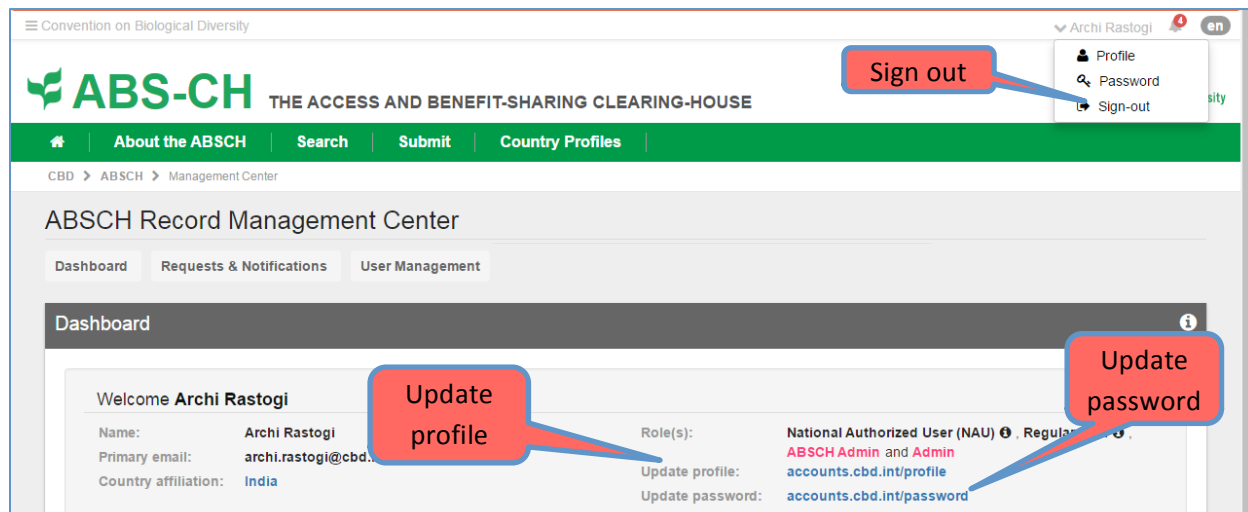 Convention on Biological Diversity
Archi Rastogi 4 en
Profile
Password
Sign-out
Sign out
ABS-CH THE ACCESS AND BENEFIT-SHARING CLEARING-HOUSE
sity
About the ABSCH Search Submit Country Profiles
CBD > ABSCH > Management Center
ABSCH Record Management Center
Dashboard Requests & Notifications User Management
Dashboard
Update
profile
Update
password
Welcome Archi Rastogi
Name: Archi Rastogi
Primary email: archi.rastogi@cbd.
Country affiliation: India
Role(s): National Authorized User (NAU) , Regula ,
ABSCH Admin and Admin
Update profile: accounts.cbd.int/profile
Update password: accounts.cbd.int/password